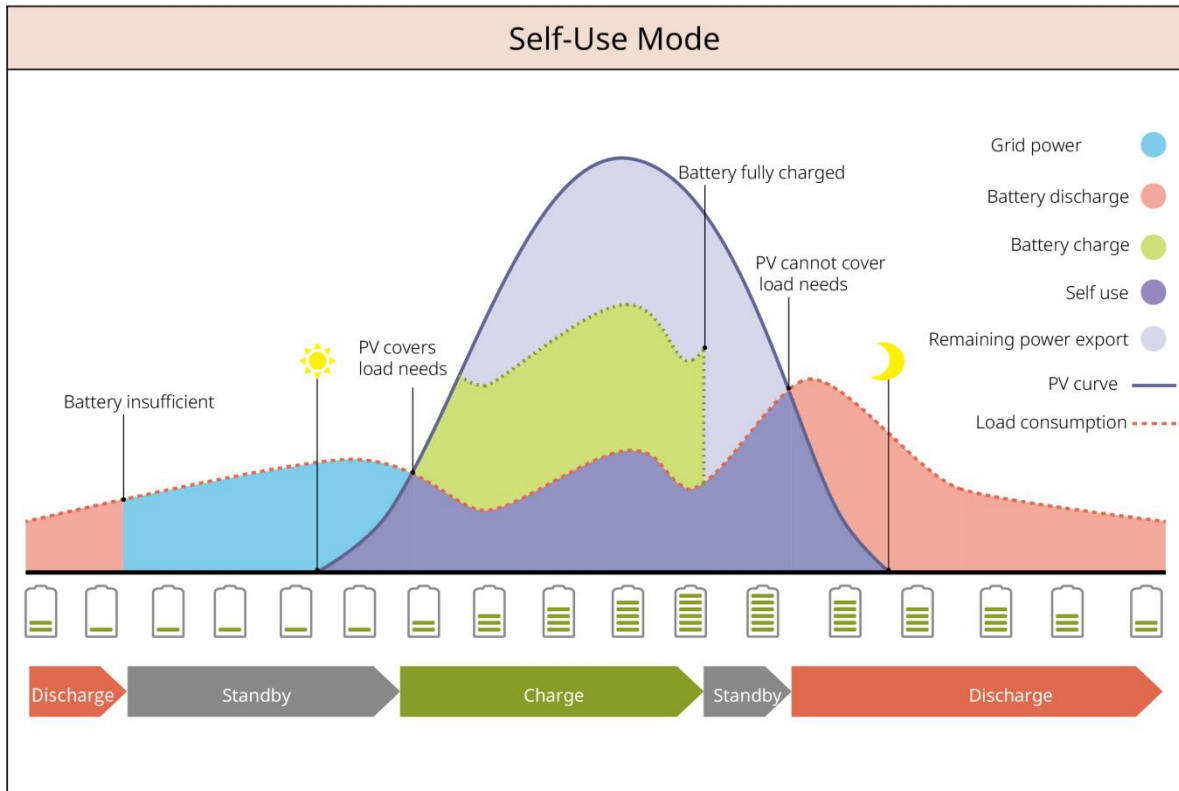 Self-Use Mode
Grid power
Battery discharge
Battery charge
Self use
Remaining power export
PV curve
Load consumption
Battery fully charged
PV cannot cover
load needs
PV covers
load needs
Battery insufficient
Discharge
Standby
Charge
Standby
Discharge